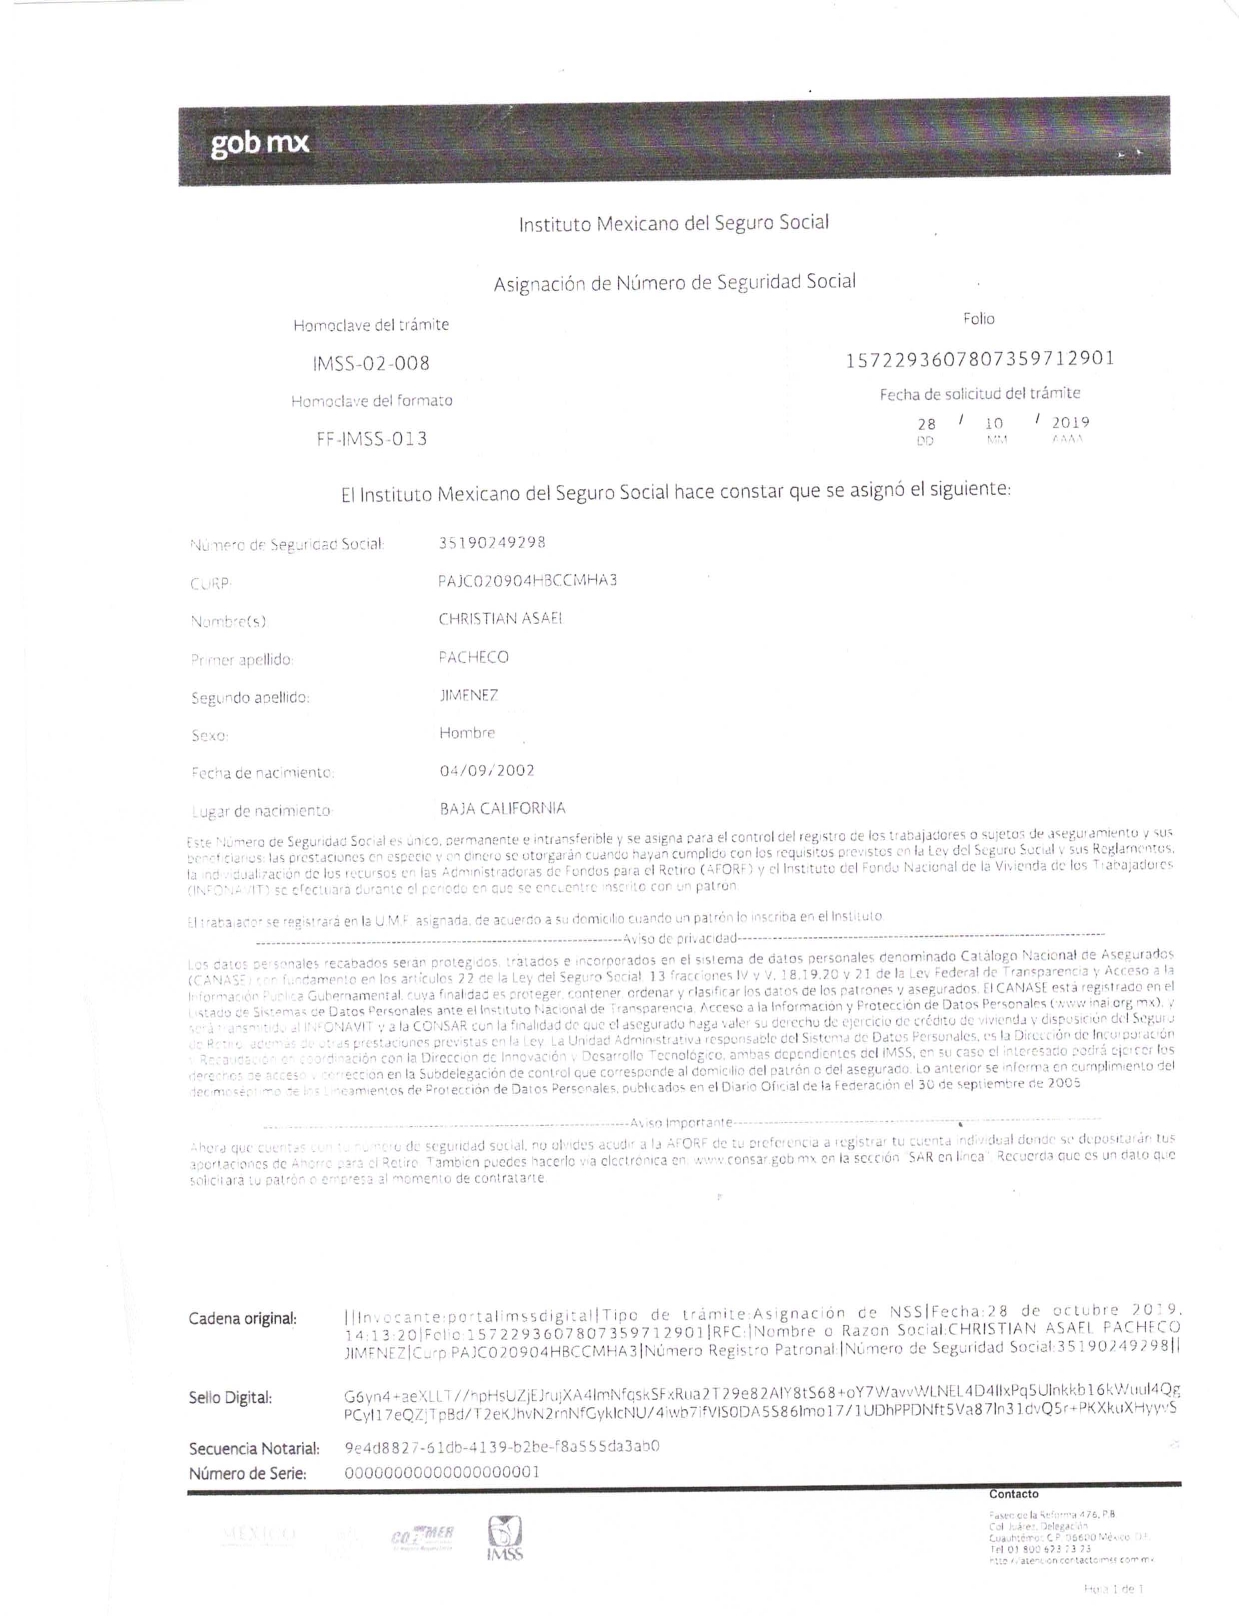 gob mx
Instituto Mexicano del Seguro Social
Asignación de Número de Seguridad Social
Homoclave del trámite
IMSS-02-008
Homoclave del formato
FF-IMSS-013
Folio
1572293607807359712901
Fecha de solicitud del trámite
28 / 10 / 2019
DD MM AAAA
El Instituto Mexicano del Seguro Social hace constar que se asignó el siguiente:
Número de Seguridad Social: 35190249298
CURP: PAJC020904HBCCMHA3
Nombre(s) CHRISTIAN ASAEL
Primer apellido: PACHECO
Segundo apellido: JIMENEZ
Sexo: Hombre
Fecha de nacimiento: 04/09/2002
Lugar de nacimiento BAJA CALIFORNIA
Este Número de Seguridad Social es único, permanente e intransferible y se asigna para el control del registro de los trabajadores o sujetos de aseguramiento y sus
beneficiarios; las prestaciones en especie y en dinero se otorgarán cuando hayan cumplido con los requisitos previstos en la Ley del Seguro Social y sus Reglamentos,
la individualización de los recursos en las Administradoras de Fondos para el Retiro (AFORE) y el Instituto del Fondo Nacional de la Vivienda de los Trabajadores
(INFONAVIT) se efectuara durante el periodo en que se encuentre inscrito con un patrón.
El trabajador se registrará en la U.M.F. asignada, de acuerdo a su domicilio cuando un patrón lo inscriba en el Instituto
Aviso de privacidad
Los datos personales recabados serán protegidos, tratados e incorporados en el sistema de datos personales denominado Catálogo Nacional de Asegurados
(CANASE) con fundamento en los artículos 22 de la Ley del Seguro Social, 13 fracciones IV y V, 18,19,20 y 21 de la Ley Federal de Transparencia y Acceso a la
Información Pública Gubernamental, cuya finalidad es proteger, contener ordenar y clasificar los datos de los patrones y asegurados. El CANASE está registrado en el
Listado de Sistemas de Datos Personales ante el Instituto Nacional de Transparencia, Acceso a la Información y Protección de Datos Personales (www.inai.org.mx), y
será transmitido al INFONAVIT y a la CONSAR con la finalidad de que el asegurado haga valer su derecho de ejercicio de crédito de vivienda y disposición del Seguro
de Retiro además de otras prestaciones previstas en la Ley. La Unidad Administrativa responsable del Sistema de Datos Personales, es la Dirección de Incorporación
y Recaudación en coordinación con la Dirección de Innovación y Desarrollo Tecnológico, ambas dependientes del IMSS, en su caso el interesado podrá ejercer los
derechos de acceso y corrección en la Subdelegación de control que corresponde al domicilio del patrón o del asegurado. Lo anterior se informa en cumplimiento del
decimoséptimo de los Lineamientos de Protección de Datos Personales, publicados en el Diario Oficial de la Federación el 30 de septiembre de 2005
Aviso Importante
Ahora que cuentas con tu número de seguridad social, no olvides acudir a la AFORE de tu preferencia a registrar tu cuenta individual donde se depositarán tus
aportaciones de Ahorro para el Retiro. También puedes hacerlo vía electrónica en: www.consar.gob.mx en la sección "SAR en línea". Recuerda que es un dato que
solicitara tu patrón o empresa al momento de contratarte.
Cadena original: ||Invocante:portalimssdigital|Tipo de trámite:Asignación de NSS|Fecha:28 de octubre 2019,
14:13:20|Folio:1572293607807359712901|RFC:|Nombre o Razon Social:CHRISTIAN ASAEL PACHECO
JIMENEZ|Curp:PAJC020904HBCCMHA3|Número Registro Patronal:|Número de Seguridad Social:35190249298||
Sello Digital:
Secuencia Notarial: 9e4d8827-61db-4139-b2be-f8a555da3ab0
Número de Serie: 00000000000000000001
Contacto
Paseo de la Reforma 476, P.B.
Col. Juárez, Delegación
Cuauhtémoc C.P. 06600 México
Tel 01 800 623 23 23
MÉXICO
COFEMER
IMSS
Hoja 1 de 1